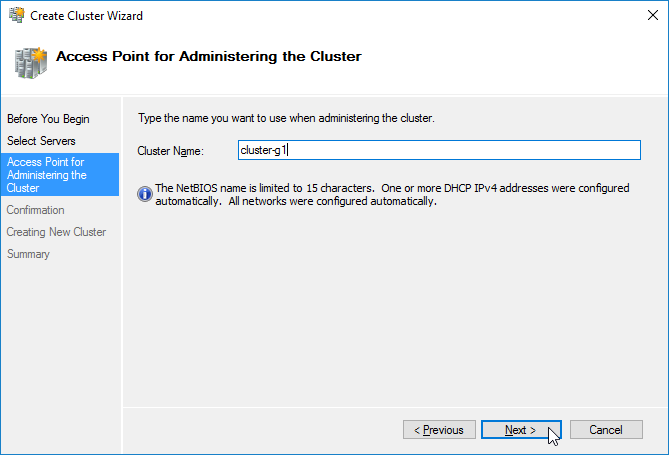 Create Cluster Wizard
Access Point for Administering the Cluster
Before You Begin
Select Servers
Access Point for
Administering the
Cluster
Confirmation
Creating New Cluster
Summary
Type the name you want to use when administering the cluster.
Cluster Name: cluster-g1
The NetBIOS name is limited to 15 characters. One or more DHCP IPv4 addresses were configured
automatically. All networks were configured automatically.
< Previous Next > Cancel